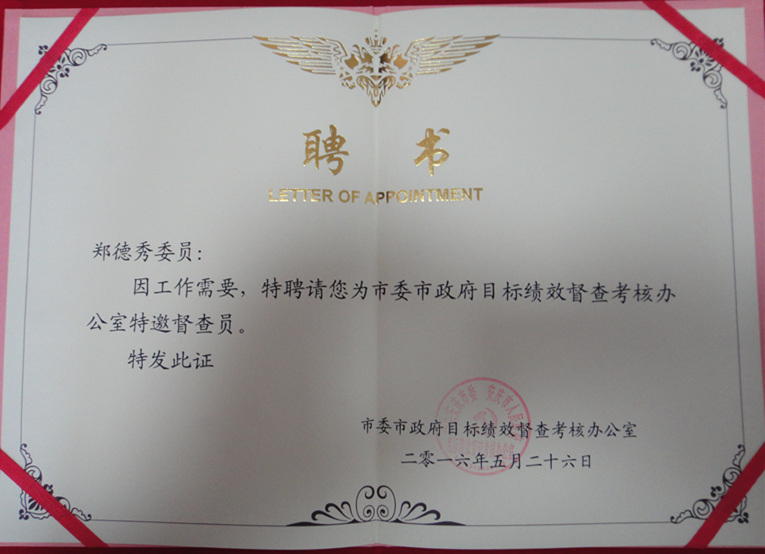 聘 书
LETTER OF APPOINTMENT
郑德秀委员:
因工作需要,特聘请您为市委市政府目标绩效督查考核办
公室特邀督查员。
特发此证
市委市政府目标绩效督查考核办公室
二零一六年五月二十六日